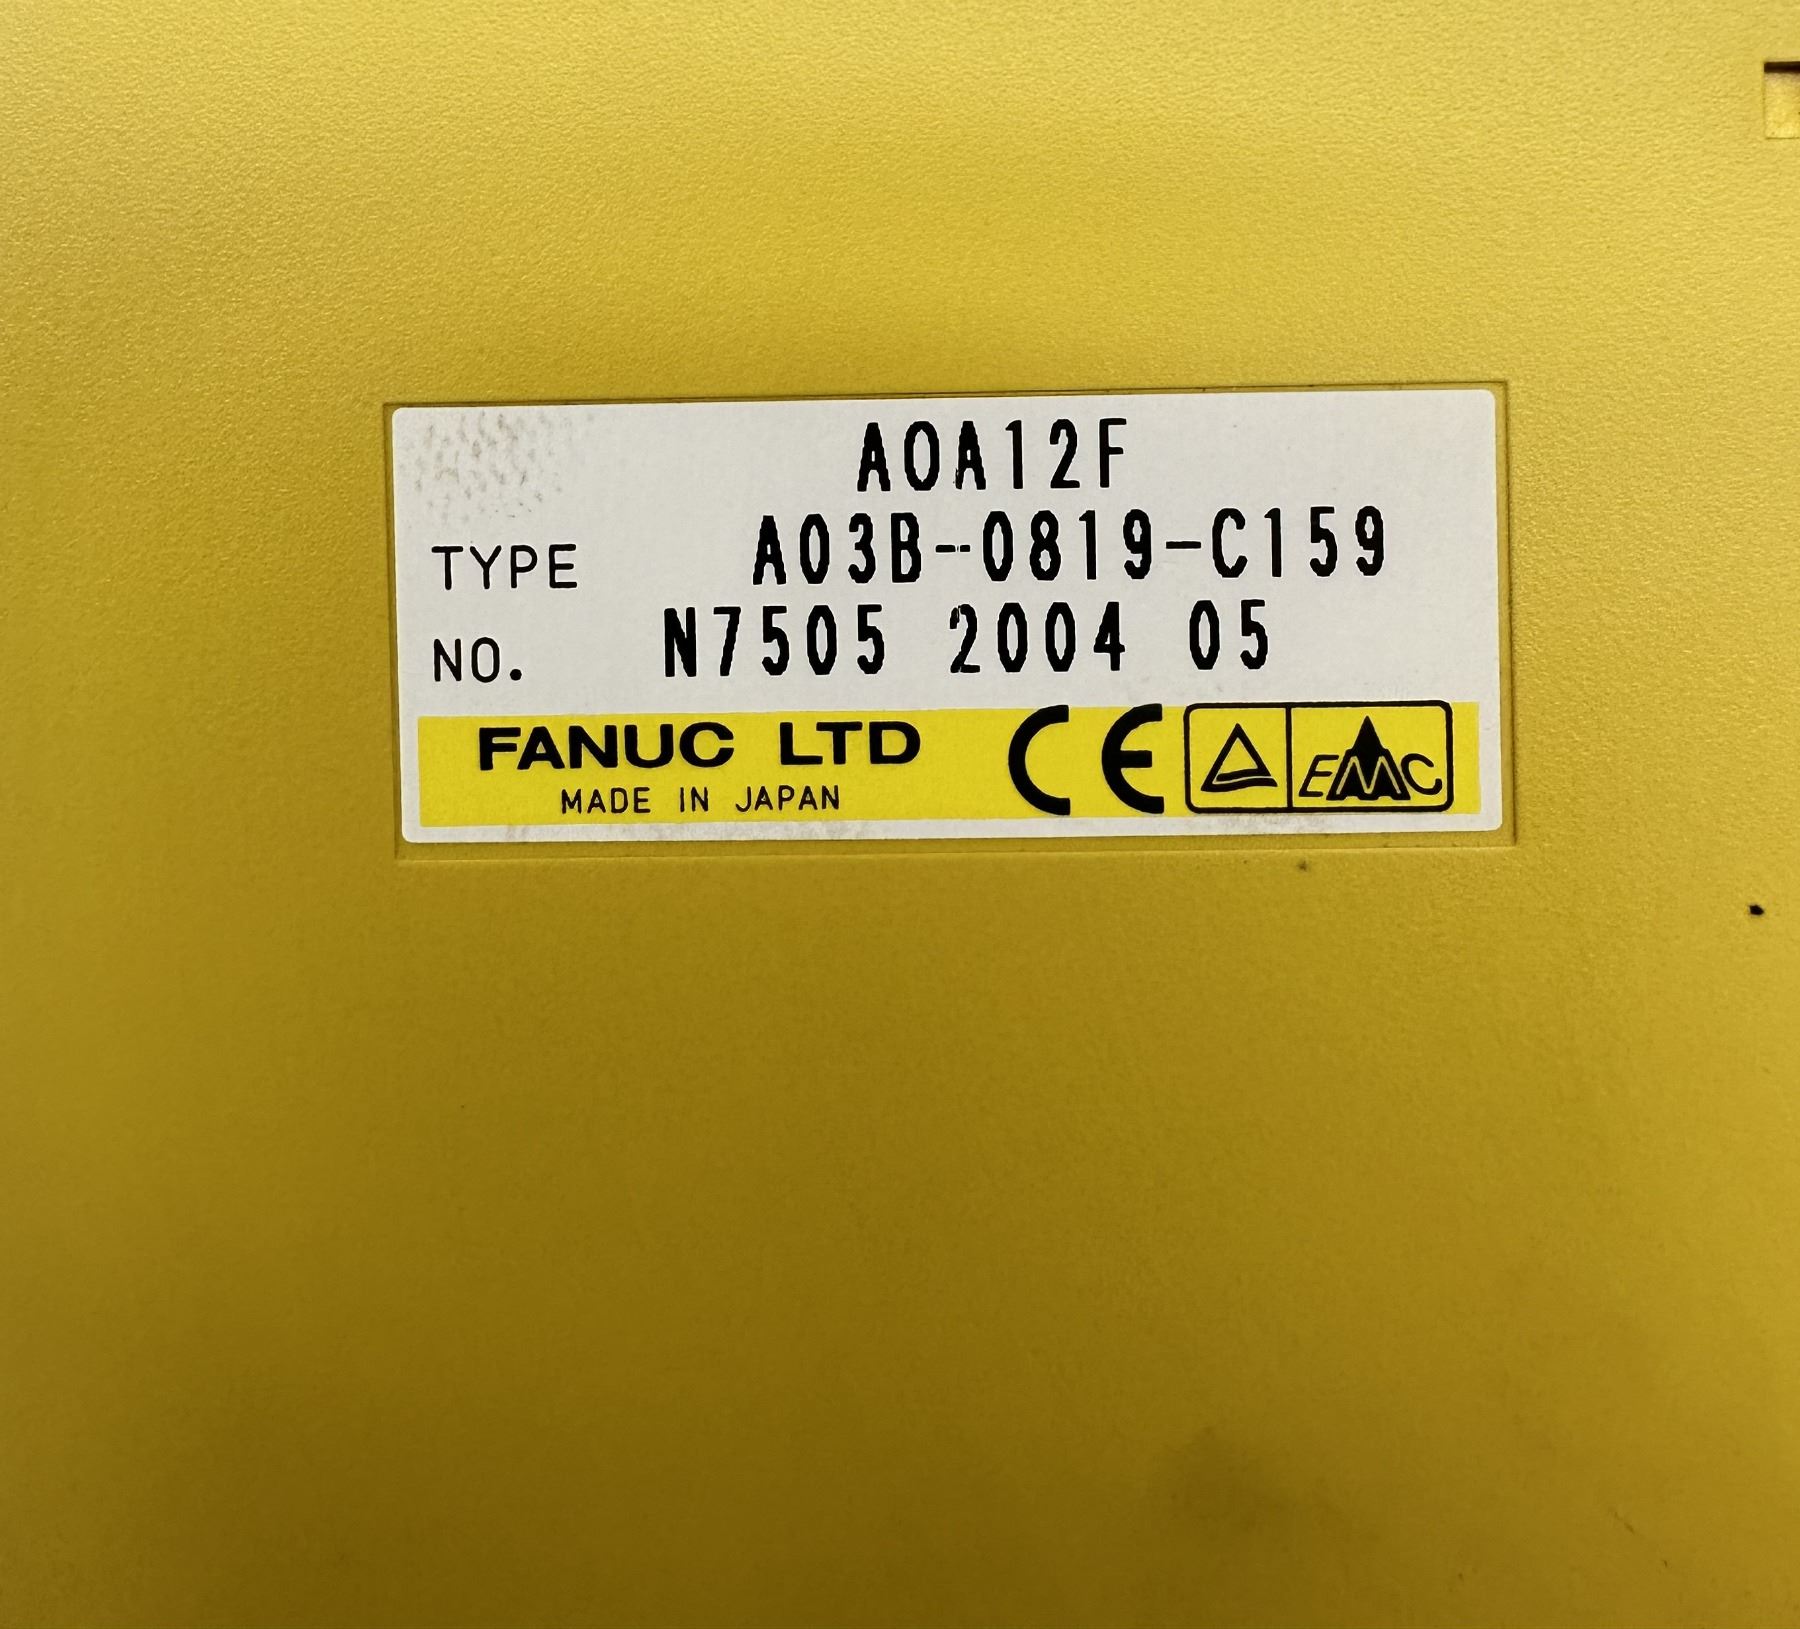 AOA12F
TYPE A03B-0819-C159
NO. N7505 2004 05
FANUC LTD
MADE IN JAPAN
CE
EMC